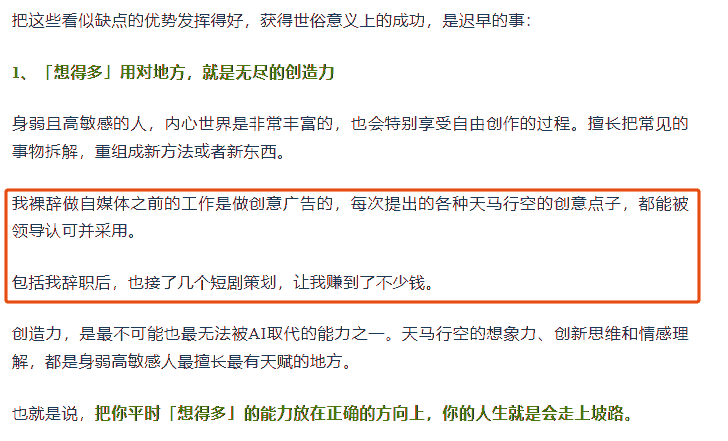 把这些看似缺点的优势发挥得好，获得世俗意义上的成功，是迟早的事：
1、「想得多」用对地方，就是无尽的创造力
身弱且高敏感的人，内心世界是非常丰富的，也会特别享受自由创作的过程。擅长把常见的
事物拆解，重组成新方法或者新东西。
我裸辞做自媒体之前的工作是做创意广告的，每次提出的各种天马行空的创意点子，都能被
领导认可并采用。
包括我辞职后，也接了几个短剧策划，让我赚到了不少钱。
创造力，是最不可能也最无法被AI取代的能力之一。天马行空的想象力、创新思维和情感理
解，都是身弱高敏感人最擅长最有天赋的地方。
也就是说，把你平时「想得多」的能力放在正确的方向上，你的人生就是会走上坡路。